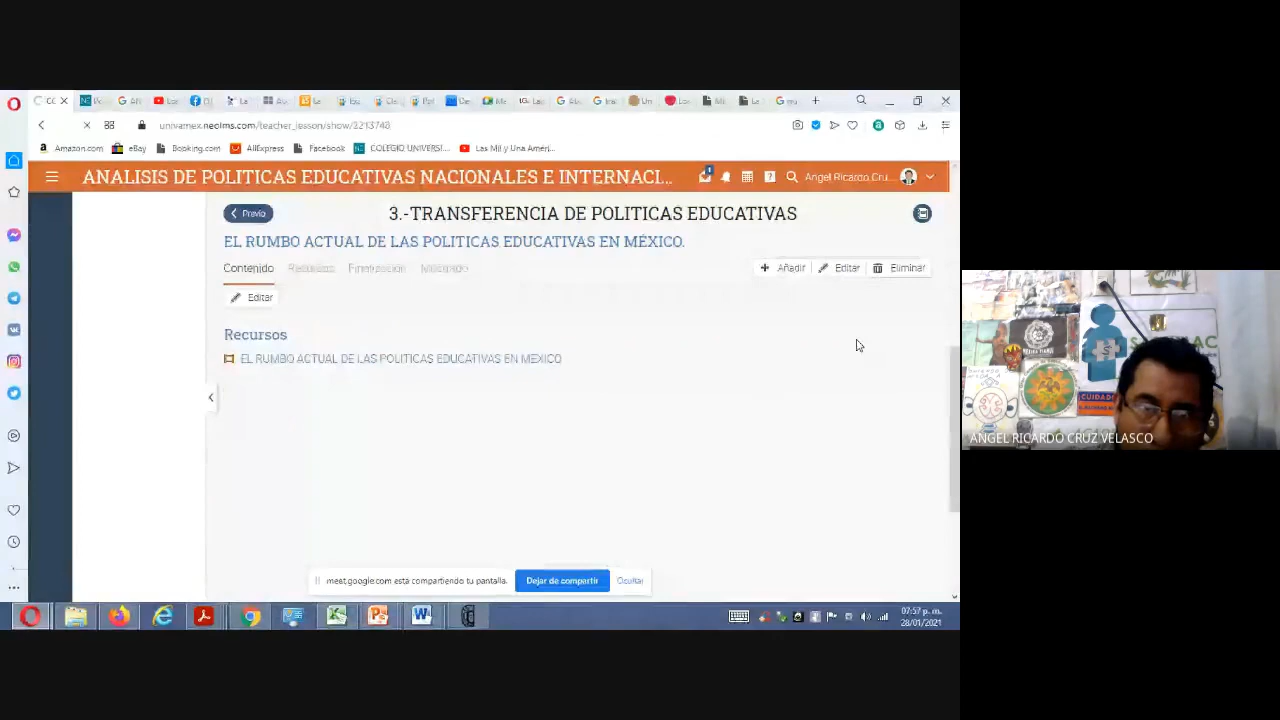 univamex.neolms.com/teacher_lesson/show/2213748
Amazon.com eBay Booking.com AliExpress Facebook COLEGIO UNIVERSI... Las Mil y Una Améri...
ANALISIS DE POLITICAS EDUCATIVAS NACIONALES E INTERNACI...
Angel Ricardo Cru...
Previo
3.-TRANSFERENCIA DE POLITICAS EDUCATIVAS
EL RUMBO ACTUAL DE LAS POLITICAS EDUCATIVAS EN MÉXICO.
Contenido Recursos Finalización
Añadir Editar Eliminar
Editar
Recursos
EL RUMBO ACTUAL DE LAS POLITICAS EDUCATIVAS EN MEXICO
meet.google.com está compartiendo tu pantalla.
Dejar de compartir
Ocultar
07:57 p. m.
28/01/2021
ANGEL RICARDO CRUZ VELASCO